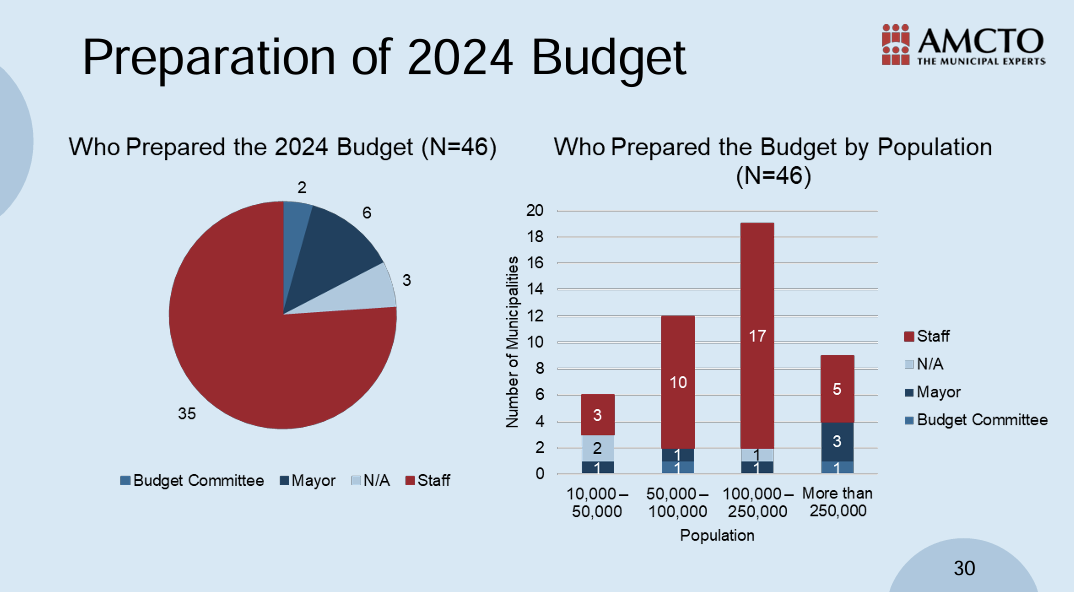 Preparation of 2024 Budget
AMCTO
THE MUNICIPAL EXPERTS
Who Prepared the 2024 Budget (N=46)
2
6
3
35
Budget Committee Mayor N/A Staff
Who Prepared the Budget by Population
(N=46)
Number of Municipalities
20
18
16
14
12
10
8
6
4
2
0
3
2
1
10
1
1
17
1
1
5
3
1
10,000 –
50,000
50,000 –
100,000
100,000 –
250,000
More than
250,000
Population
Staff
N/A
Mayor
Budget Committee
30